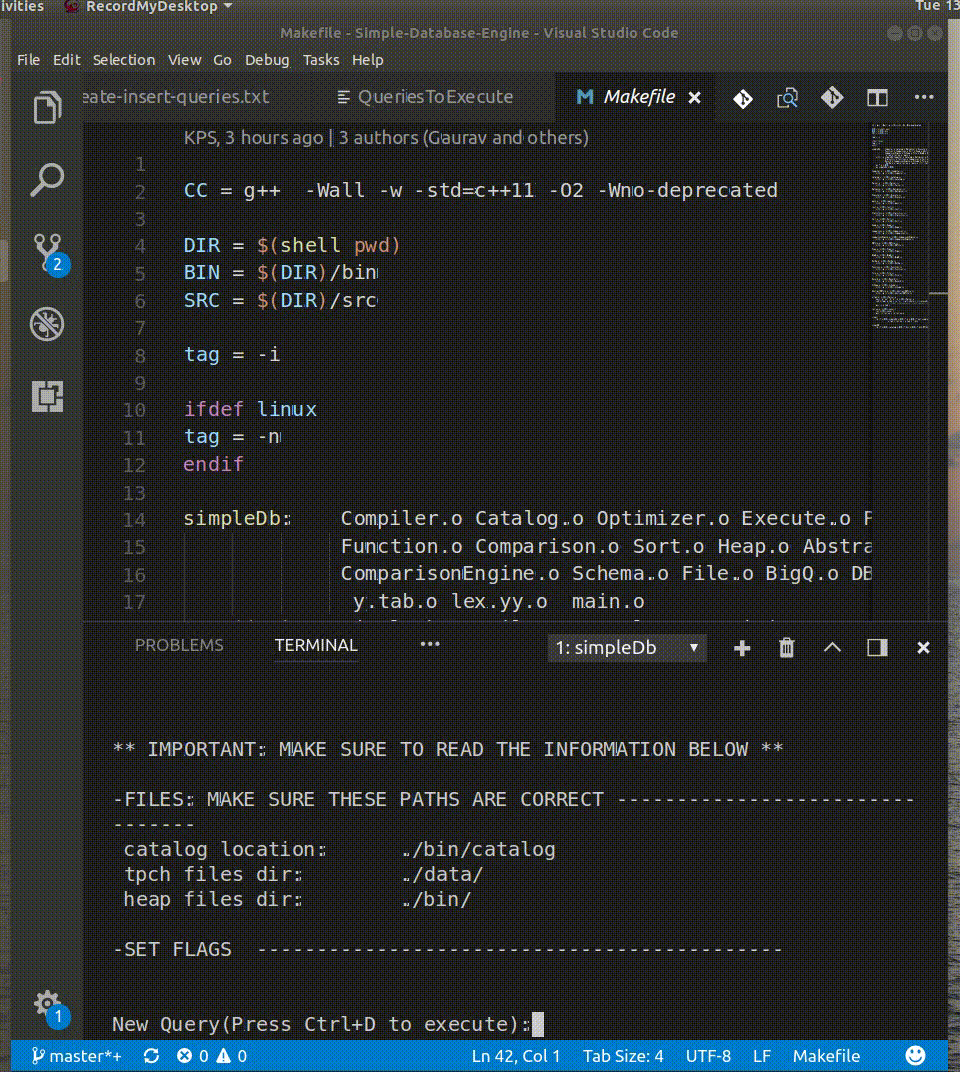 ivities RecordMyDesktop Tue 13
Makefile - Simple-Database-Engine - Visual Studio Code
File Edit Selection View Go Debug Tasks Help
eate-insert-queries.txt QueriesToExecute Makefile
KPS, 3 hours ago | 3 authors (Gaurav and others)
1
2 CC = g++  -Wall -w -std=c++11 -O2 -Wno-deprecated
3
4 DIR = $(shell pwd)
5 BIN = $(DIR)/bin
6 SRC = $(DIR)/src
7
8 tag = -i
9
10 ifdef linux
11 tag = -n
12 endif
13
14 simpleDb: Compiler.o Catalog.o Optimizer.o Execute.o
15 Function.o Comparison.o Sort.o Heap.o Abstra
16 ComparisonEngine.o Schema.o File.o BigQ.o DB
17 y.tab.o lex.yy.o  main.o
PROBLEMS TERMINAL ··· 1: simpleDb
** IMPORTANT: MAKE SURE TO READ THE INFORMATION BELOW **
-FILES: MAKE SURE THESE PATHS ARE CORRECT -------------------------
-------
catalog location: ./bin/catalog
tpch files dir: ./data/
heap files dir: ./bin/
-SET FLAGS  --------------------------------------------
New Query(Press Ctrl+D to execute):
2
1
master*+ 0 0 Ln 42, Col 1 Tab Size: 4 UTF-8 LF Makefile